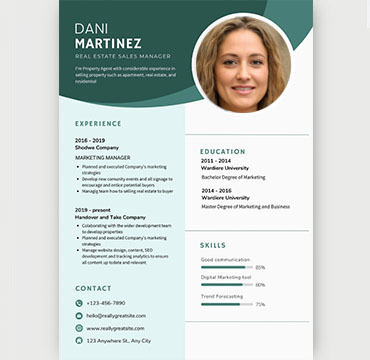 DANI
MARTINEZ
REAL ESTATE SALES MANAGER
I'm Property Agent with considerable experience in
selling property such as apartment, real estate, and
residential
EXPERIENCE
2016 - 2019
Shodwe Company
MARKETING MANAGER
• Planned and executed Company's marketing
strategies
• Develop new comunity events and all signage to
encourage and entice potential buyers
• Managig team how to selling real estate to buyer
2019 - present
Handover and Take Company
• Colaborating with the wider development team
to develop properties
• Planned and executed Company's marketing
strategies
• Manage website design, content, SEO
development and tracking analytics to ensure
all content up todate and relevant.
CONTACT
+123-456-7890
hello@reallygreatsite.com
www.reallygreatsite.com
123 Anywhere St., Any City
EDUCATION
2011 - 2014
Wardiere University
Bachelor Degree of Marketing
2014 - 2016
Wardiere University
Master Degree of Marketing and Business
SKILLS
Good communication
85%
Digital Marketing tool
80%
Trend Forecasting
75%